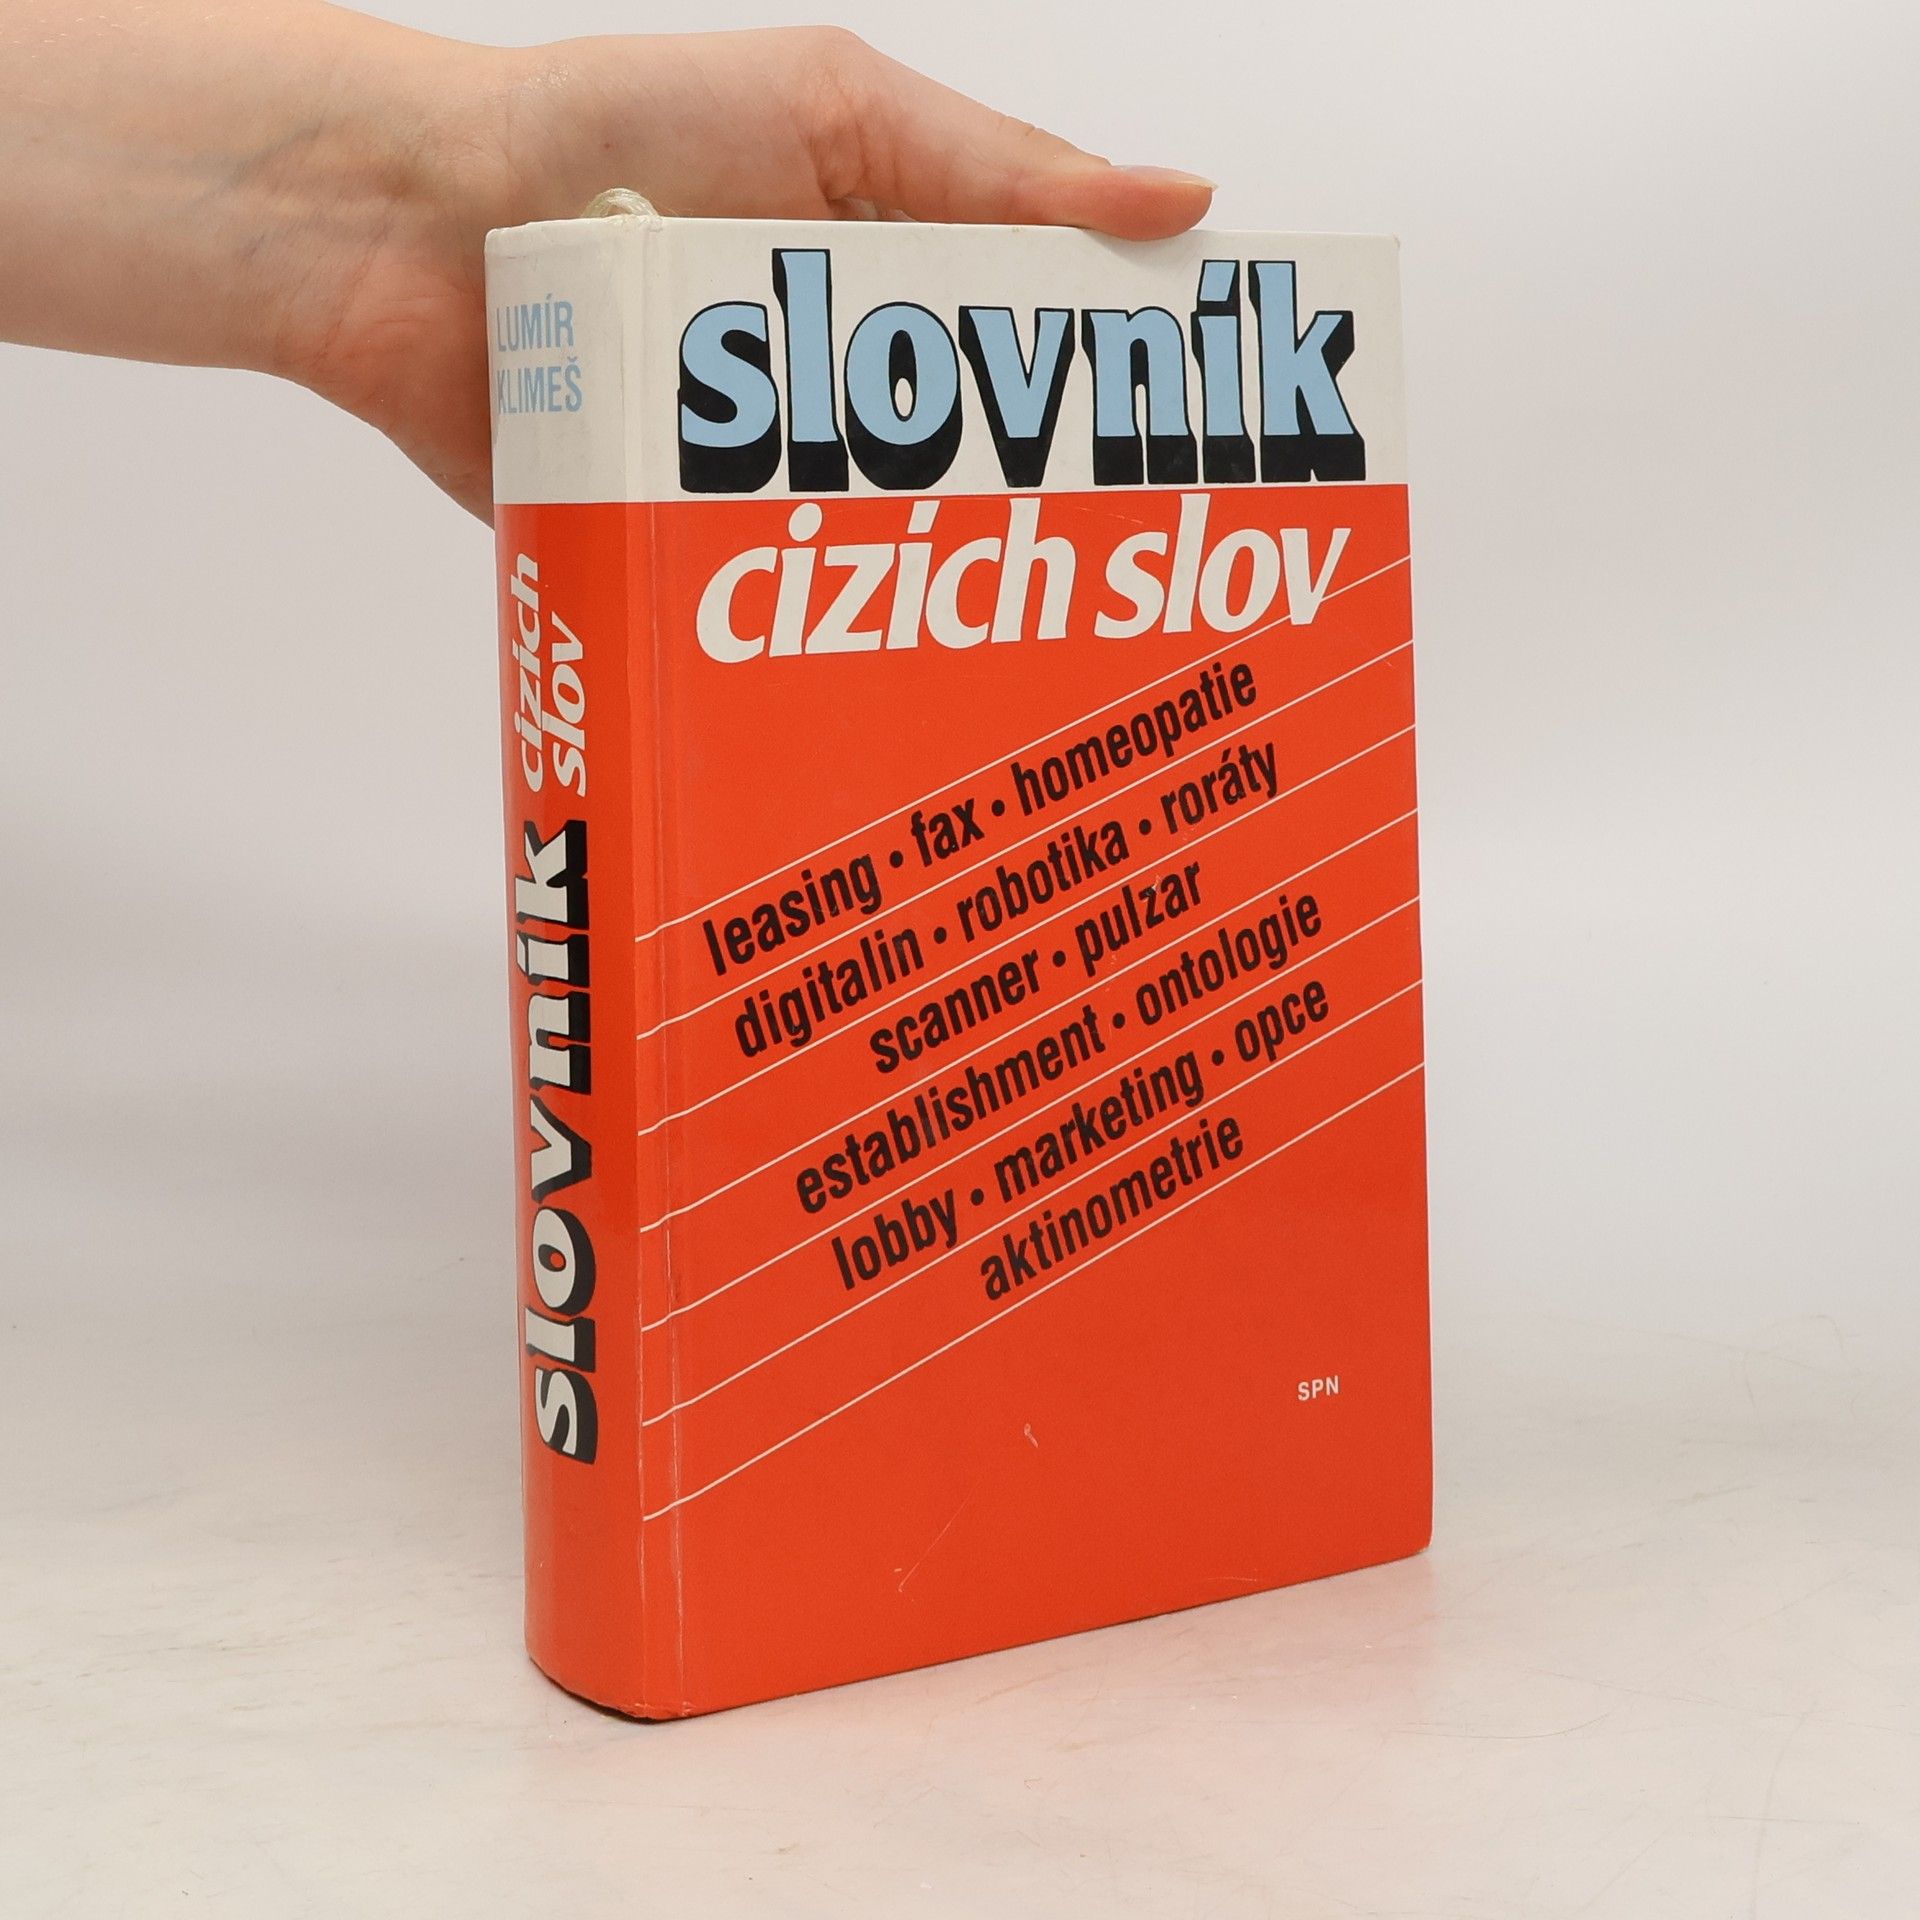 LUMÍR
KLIMEŠ
slovník
cizích
slov
slovník
cizích slov
leasing • fax • homeopatie
digitalin • robotika • roráty
scanner • pulzar
establishment • ontologie
lobby • marketing • opce
aktinometrie
SPN